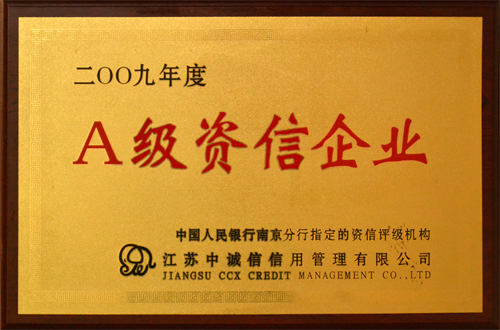 二〇〇九年度
A级资信企业
中国人民银行南京分行指定的资信评级机构
江苏中诚信信用管理有限公司
JIANGSU CCX CREDIT MANAGEMENT CO.,LTD